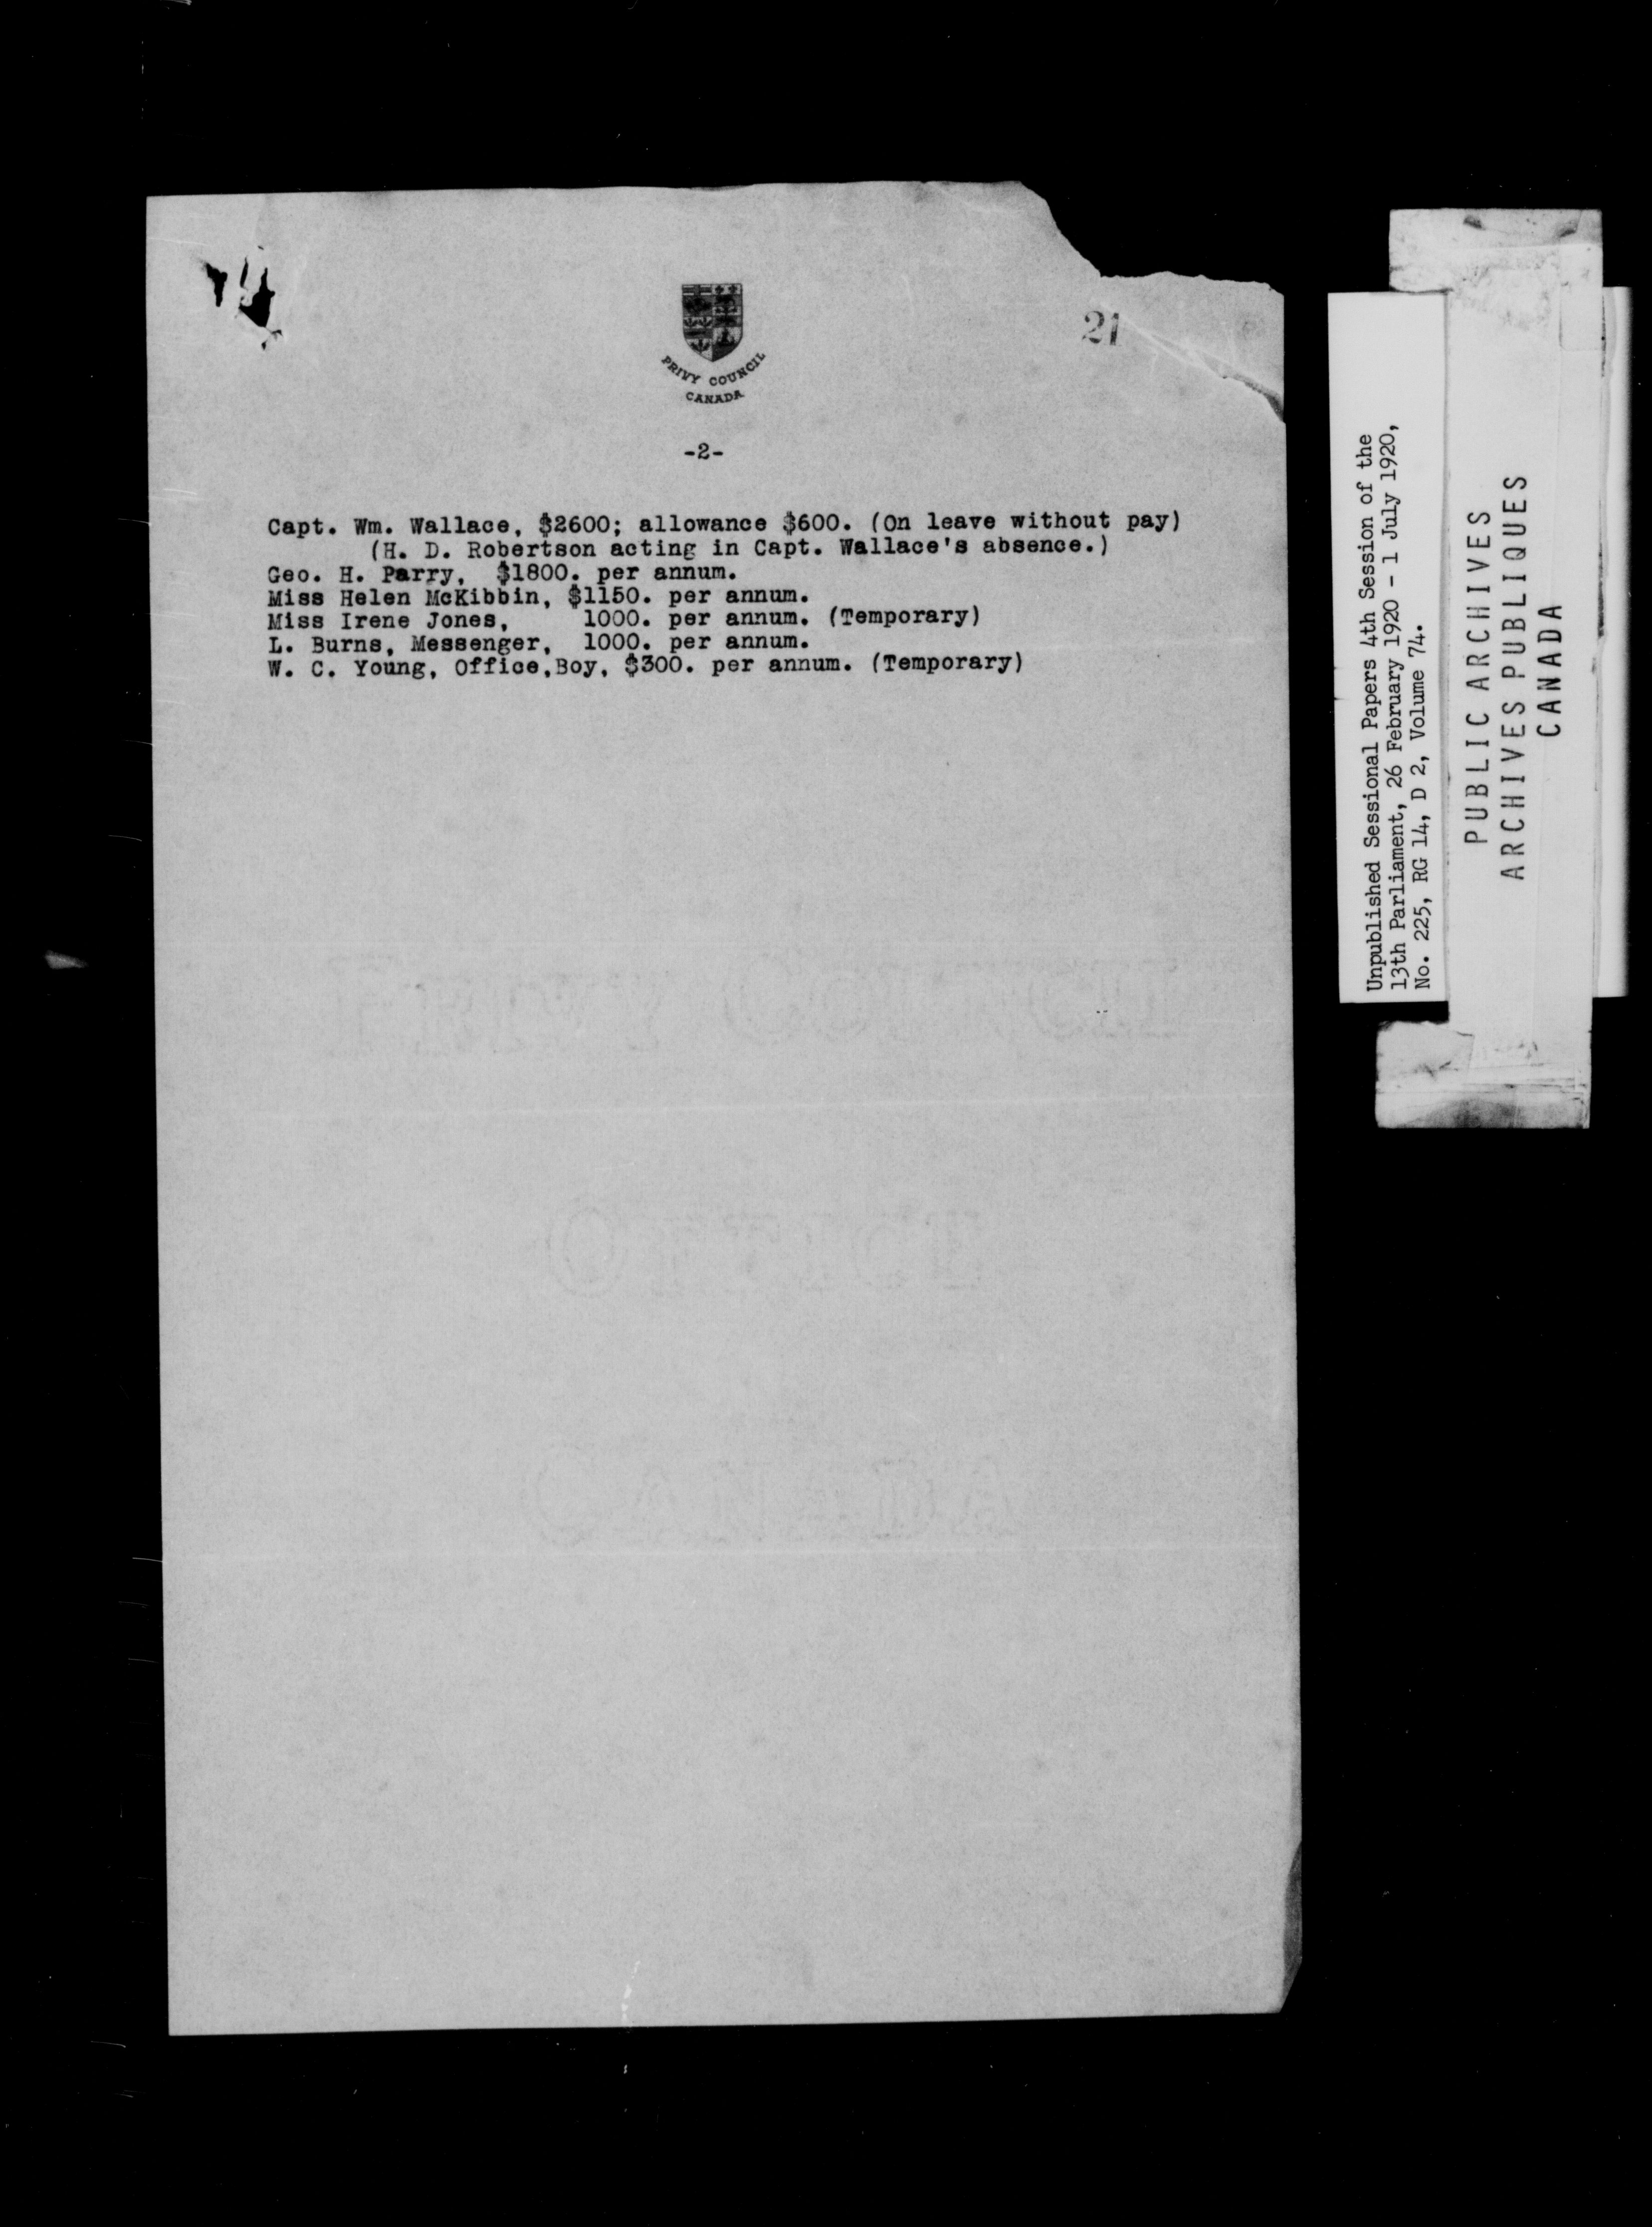 21
PRIVY COUNCIL
CANADA
-2-
Capt. Wm. Wallace, $2600; allowance $600. (On leave without pay)
(H. D. Robertson acting in Capt. Wallace's absence.)
Geo. H. Parry, $1800. per annum.
Miss Helen McKibbin, $1150. per annum.
Miss Irene Jones, 1000. per annum. (Temporary)
L. Burns, Messenger, 1000. per annum.
W. C. Young, Office,Boy, $300. per annum. (Temporary)
PRIVY COUNCIL
OFFICE
CANADA
Unpublished Sessional Papers 4th Session of the
13th Parliament, 26 February 1920 - 1 July 1920,
No. 225, RG 14, D 2, Volume 74.
PUBLIC ARCHIVES
ARCHIVES PUBLIQUES
CANADA